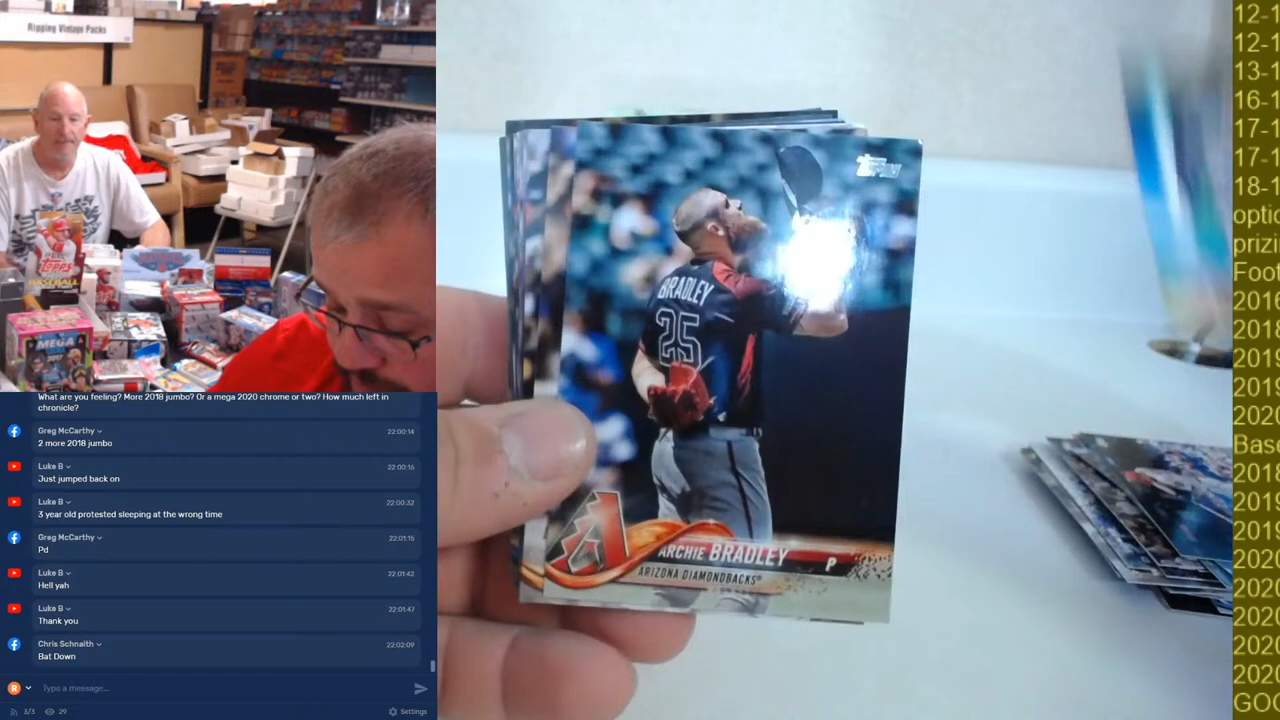 Ripping Vintage Packs
topps
BASEBALL
MEGA
2017
What are you feeling? More 2018 jumbo? Or a mega 2020 chrome or two? How much left in
chronicle?
Greg McCarthy
22:00:14
2 more 2018 jumbo
Luke B
22:00:16
Just jumped back on
Luke B
22:00:32
3 year old protested sleeping at the wrong time
Greg McCarthy
22:01:15
Pd
Luke B
22:01:42
Hell yah
Luke B
22:01:47
Thank you
Chris Schnaith
22:02:09
Bat Down
Type a message...
3/3
29
Settings
R
topps
BRADLEY
25
ARCHIE BRADLEY
P
ARIZONA DIAMONDBACKS
12-1
12-1
13-1
16-1
17-1
17-1
18-1
optic
prizi
Foot
2018
2019
2019
2019
2020
Base
2018
2019
2019
2020
2020
2020
2020
2020
GOO